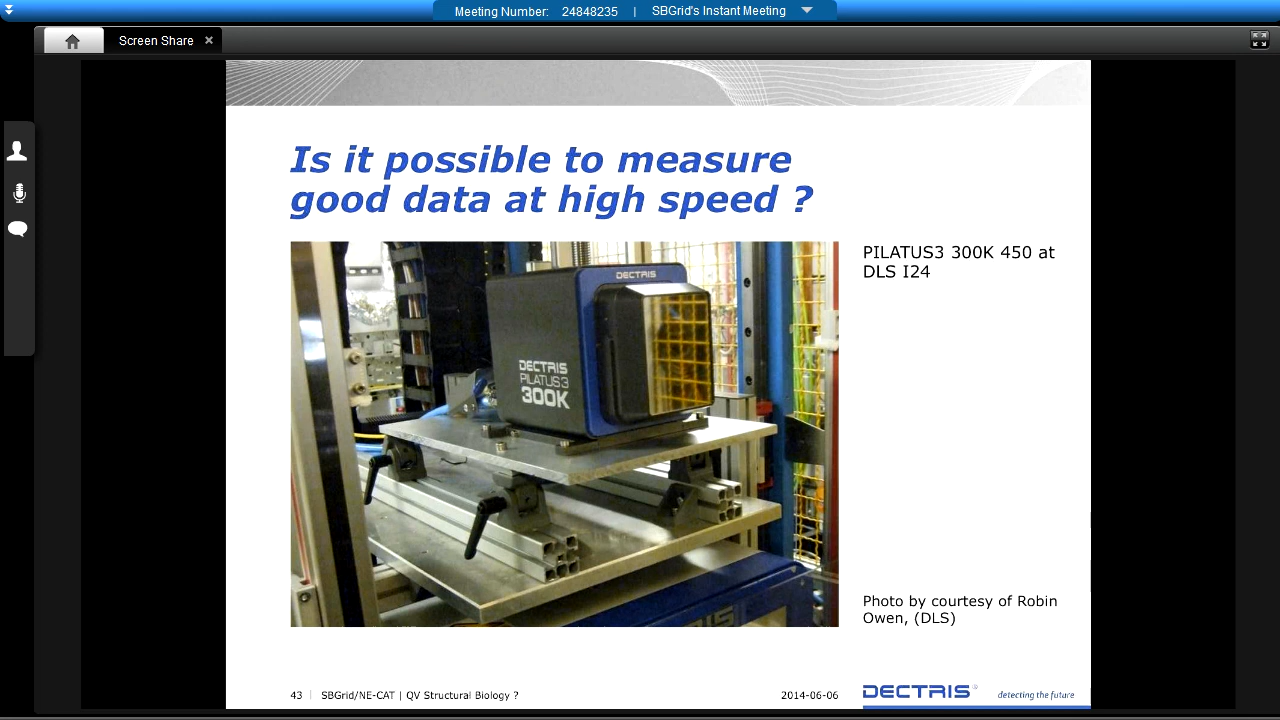 Meeting Number: 24848235 | SBGrid's Instant Meeting
Screen Share
Is it possible to measure
good data at high speed ?
PILATUS3 300K 450 at
DLS I24
DECTRIS
DECTRIS
PILATUS3
300K
Photo by courtesy of Robin
Owen, (DLS)
43 | SBGrid/NE-CAT | QV Structural Biology ?
2014-06-06
DECTRIS®
detecting the future